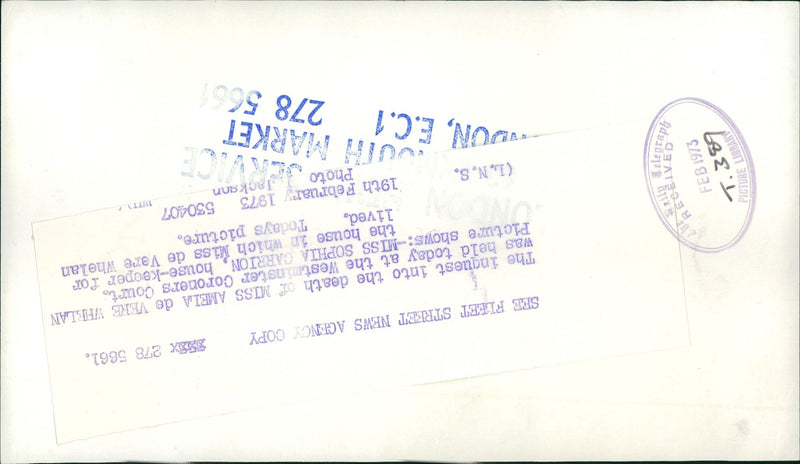 SEE FLEET STREET NEWS AGENCY COPY 278 5661.
The inquest into the death of MISS AMELA de VERE WHELAN
was held today at the Westminster Coroners Court.
Picture shows:-MISS SOPHIA CARRION, house-keeper for
the house in which Miss de Vere Whelan
lived. Todays picture.
19th February 1973 530407
Photo J Jackson
(L.N.S.
SERVICE
MOUTH MARKET
NDON, E.C.1
278 5661
The Daily Telegraph
RECEIVED
FEB 1973
PICTURE LIBRARY